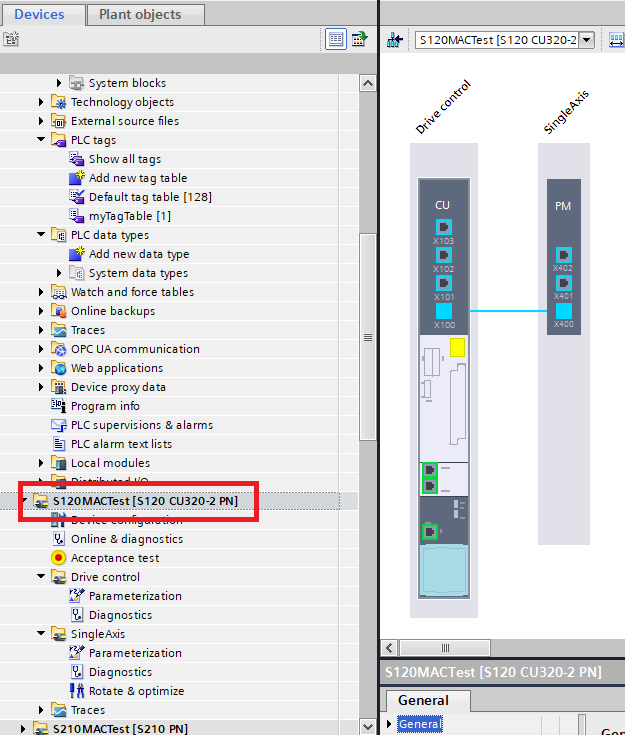 Devices
Plant objects
System blocks
Technology objects
External source files
PLC tags
Show all tags
Add new tag table
Default tag table [128]
myTagTable [1]
PLC data types
Add new data type
System data types
Watch and force tables
Online backups
Traces
OPC UA communication
Web applications
Device proxy data
Program info
PLC supervisions & alarms
PLC alarm text lists
Local modules
Distributed I/O
S120MACTest [S120 CU320-2 PN]
Device configuration
Online & diagnostics
Acceptance test
Drive control
Parameterization
Diagnostics
SingleAxis
Parameterization
Diagnostics
Rotate & optimize
Traces
S210MACTest [S210 PN]
S120MACTest [S120 CU320-2
Drive control
SingleAxis
CU
X103
X102
X101
X100
PM
X402
X401
X400
S120MACTest [S120 CU320-2 PN]
General
General
Gen